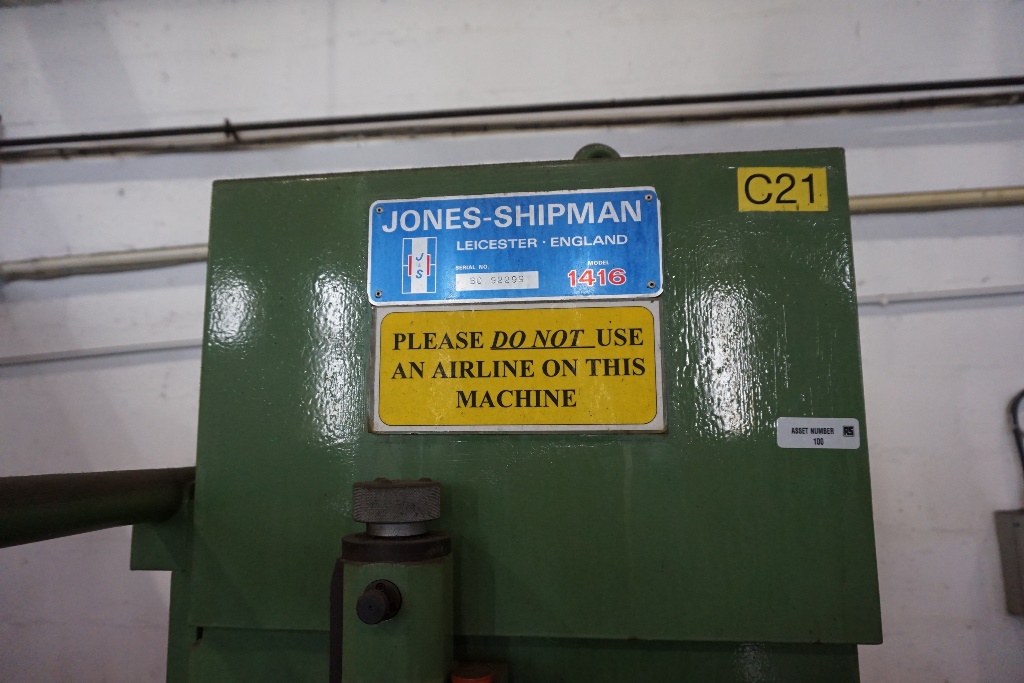 C21
JONES-SHIPMAN
LEICESTER · ENGLAND
J
&
S
SERIAL NO.
MODEL
1416
PLEASE DO NOT USE
AN AIRLINE ON THIS
MACHINE
ASSET NUMBER RS
100